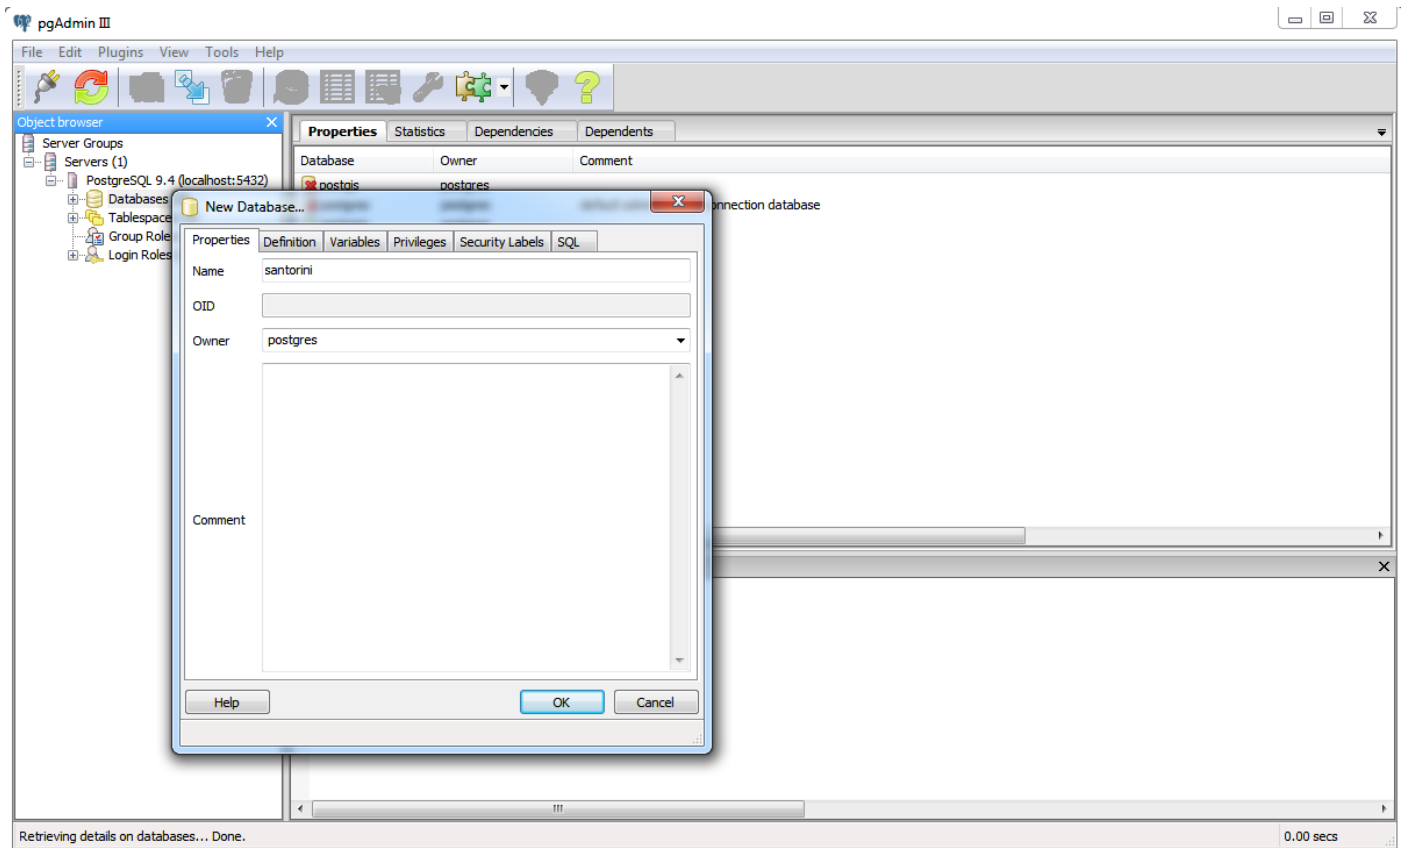 pgAdmin III
File Edit Plugins View Tools Help
Object browser
Server Groups
Servers (1)
PostgreSQL 9.4 (localhost:5432)
Databases
Tablespace
Group Role
Login Roles
Properties Statistics Dependencies Dependents
Database Owner Comment
postgis postgres
nnection database
New Database...
Properties Definition Variables Privileges Security Labels SQL
Name santorini
OID
Owner postgres
Comment
Help OK Cancel
Retrieving details on databases... Done. 0.00 secs